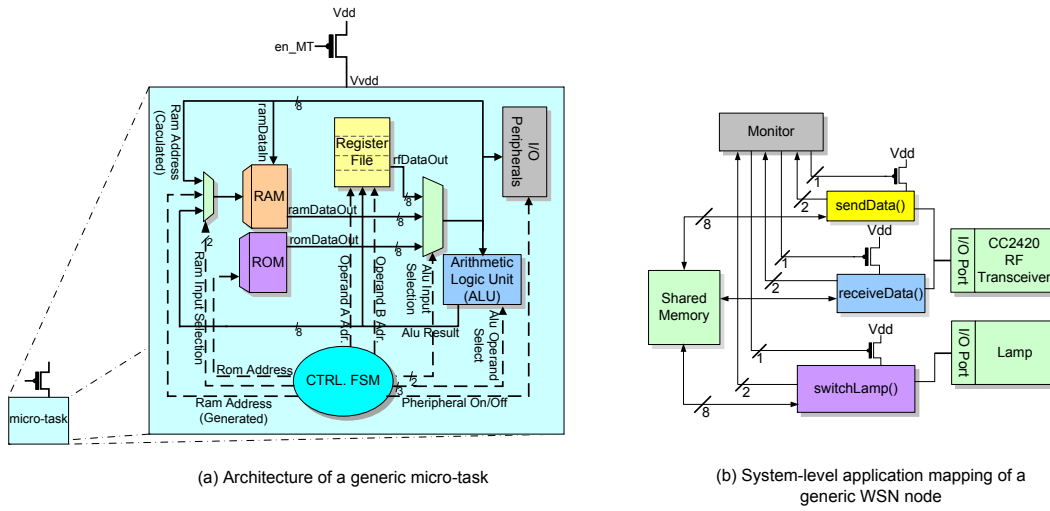 Vdd
en_MT
Vvdd
8
Ram Address
(Caculated)
ramDataIn
Register
File
rfDataOut
8
I/O
Peripherals
RAM
ramDataOut
8
2
ROM
romDataOut
8
Ram Input Selection
Operand A Adr.
Operand B Adr.
Alu Input
Selection
Arithmetic
Logic Unit
(ALU)
8
Alu Result
Alu Operand
Select
Rom Address
CTRL. FSM
2
3
Ram Address
(Generated)
Pheripheral On/Off
micro-task
(a) Architecture of a generic micro-task
Monitor
Vdd
1
2
sendData()
8
Vdd
1
2
receiveData()
I/O Port
CC2420
RF
Transceiver
Shared
Memory
Vdd
1
2
switchLamp()
8
I/O Port
Lamp
(b) System-level application mapping of a
generic WSN node